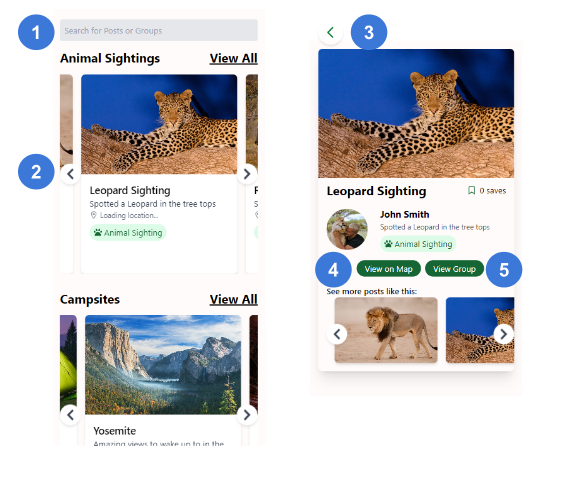 1
Search for Posts or Groups
Animal Sightings View All
2
Leopard Sighting
Spotted a Leopard in the tree tops
Loading location...
Animal Sighting
Campsites View All
Yosemite
Amazing views to wake up to in the
3
Leopard Sighting 0 saves
John Smith
Spotted a Leopard in the tree tops
Animal Sighting
4 View on Map View Group 5
See more posts like this: